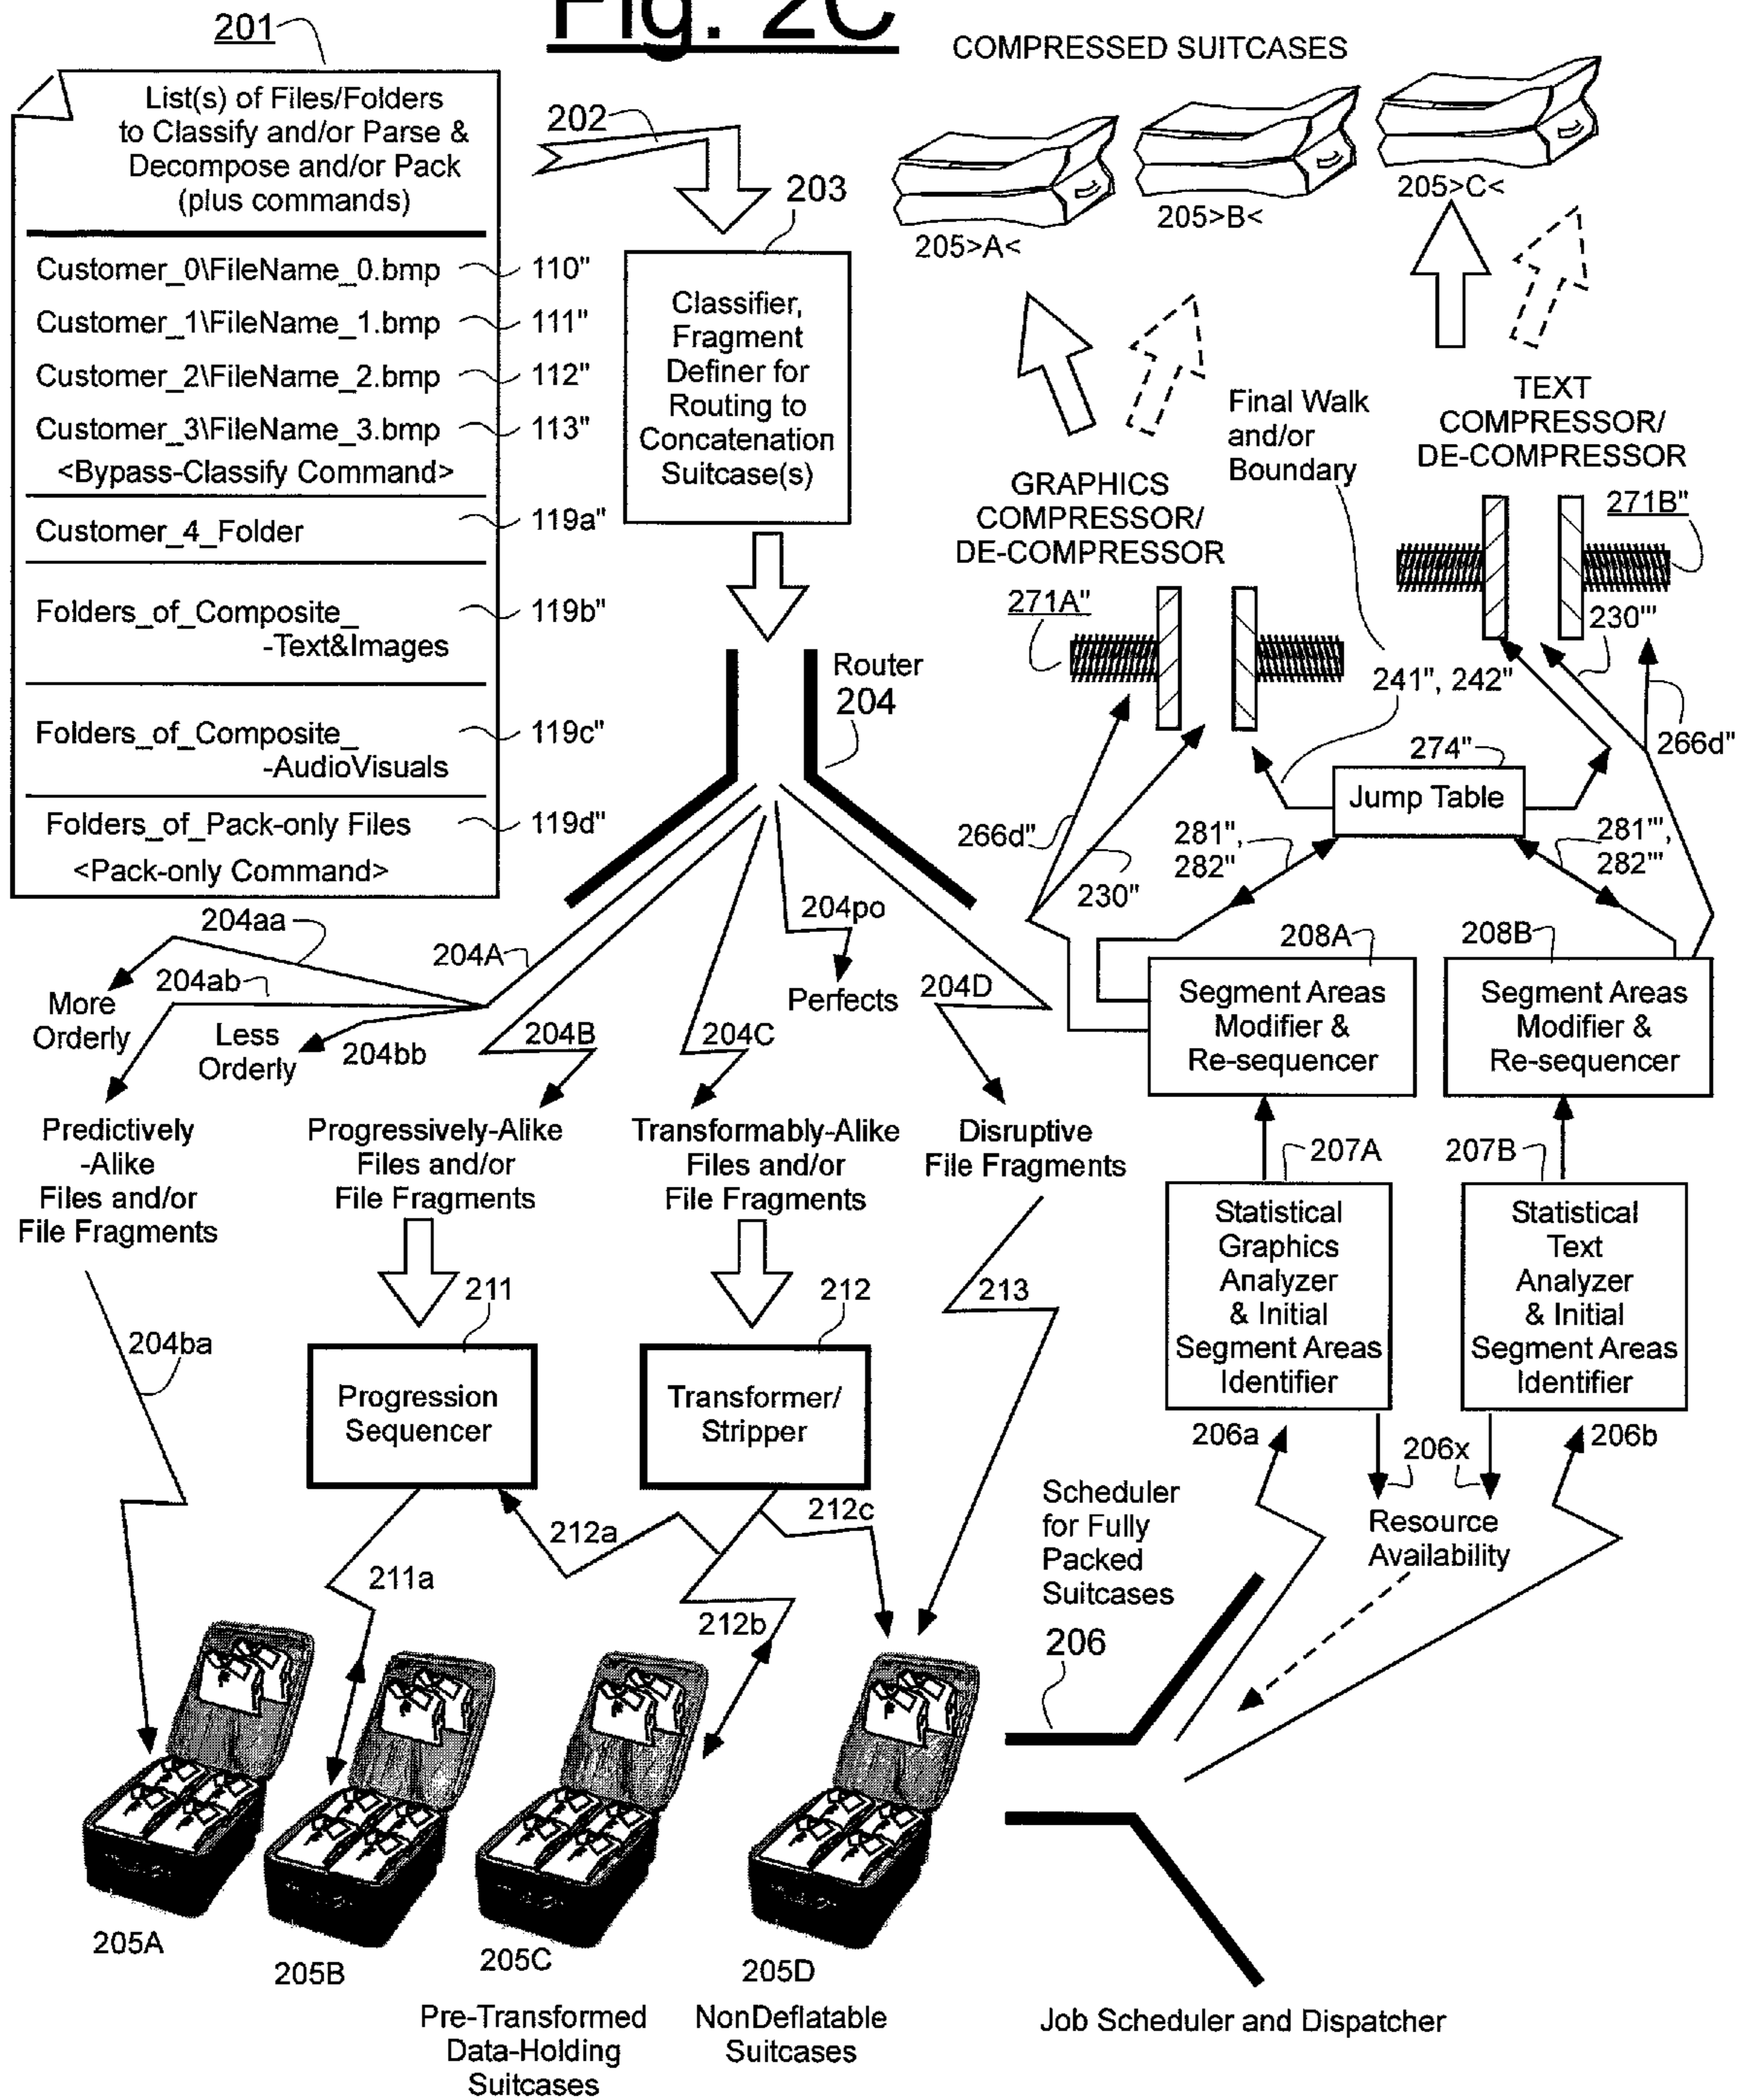 Fig. 2C
201
List(s) of Files/Folders
to Classify and/or Parse &
Decompose and/or Pack
(plus commands)
Customer_0\FileName_0.bmp
110"
Customer_1\FileName_1.bmp
111"
Customer_2\FileName_2.bmp
112"
Customer_3\FileName_3.bmp
113"
<Bypass-Classify Command>
Customer_4_Folder
119a"
Folders_of_Composite_
-Text&Images
119b"
Folders_of_Composite_
-AudioVisuals
119c"
Folders_of_Pack-only Files
119d"
<Pack-only Command>
202
203
Classifier,
Fragment
Definer for
Routing to
Concatenation
Suitcase(s)
Router
204
COMPRESSED SUITCASES
205>A<
205>B<
205>C<
Final Walk
and/or
Boundary
TEXT
COMPRESSOR/
DE-COMPRESSOR
GRAPHICS
COMPRESSOR/
DE-COMPRESSOR
271B"
271A"
230'''
241", 242"
266d"
274"
Jump Table
266d"
230"
281",
282"
281''',
282'''
204aa
204A
204ab
More
Orderly
Less
Orderly
204bb
204B
204C
204po
Perfects
204D
208A
Segment Areas
Modifier &
Re-sequencer
208B
Segment Areas
Modifier &
Re-sequencer
Predictively
-Alike
Files and/or
File Fragments
Progressively-Alike
Files and/or
File Fragments
Transformably-Alike
Files and/or
File Fragments
Disruptive
File Fragments
207A
Statistical
Graphics
Analyzer
& Initial
Segment Areas
Identifier
207B
Statistical
Text
Analyzer
& Initial
Segment Areas
Identifier
204ba
211
Progression
Sequencer
212
Transformer/
Stripper
213
206a
206x
206b
Resource
Availability
211a
212a
212b
212c
Scheduler
for Fully
Packed
Suitcases
206
205A
205B
205C
205D
Pre-Transformed
Data-Holding
Suitcases
NonDeflatable
Suitcases
Job Scheduler and Dispatcher